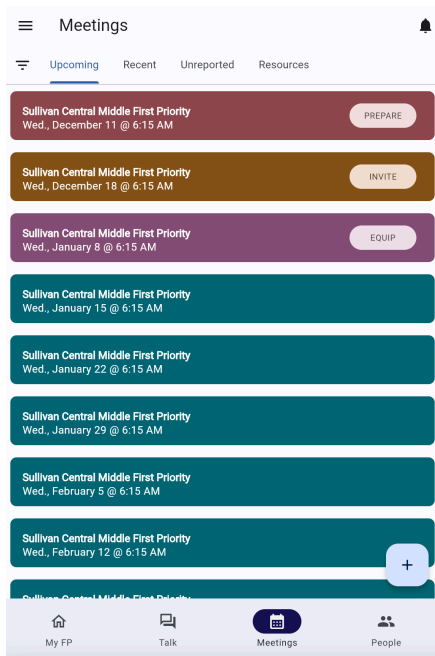 Meetings
Upcoming Recent Unreported Resources
Sullivan Central Middle First Priority
Wed., December 11 @ 6:15 AM
PREPARE
Sullivan Central Middle First Priority
Wed., December 18 @ 6:15 AM
INVITE
Sullivan Central Middle First Priority
Wed., January 8 @ 6:15 AM
EQUIP
Sullivan Central Middle First Priority
Wed., January 15 @ 6:15 AM
Sullivan Central Middle First Priority
Wed., January 22 @ 6:15 AM
Sullivan Central Middle First Priority
Wed., January 29 @ 6:15 AM
Sullivan Central Middle First Priority
Wed., February 5 @ 6:15 AM
Sullivan Central Middle First Priority
Wed., February 12 @ 6:15 AM
+
Sullivan Central Middle First Priority
My FP Talk Meetings People